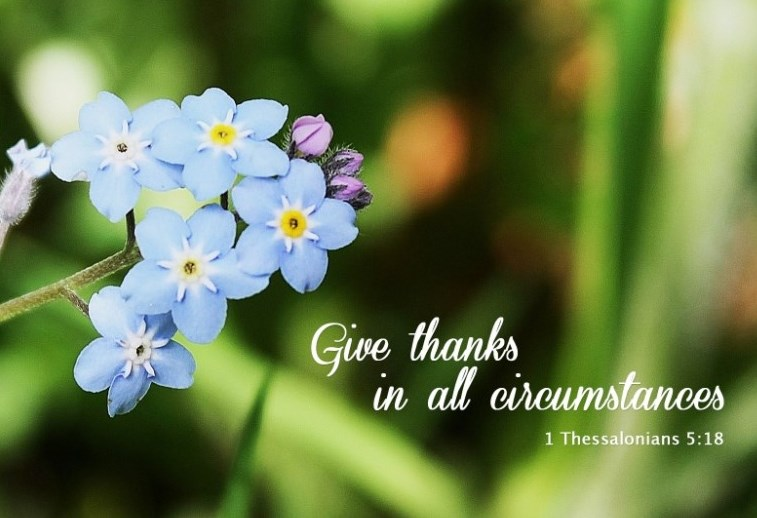 Give thanks
in all circumstances
1 Thessalonians 5:18